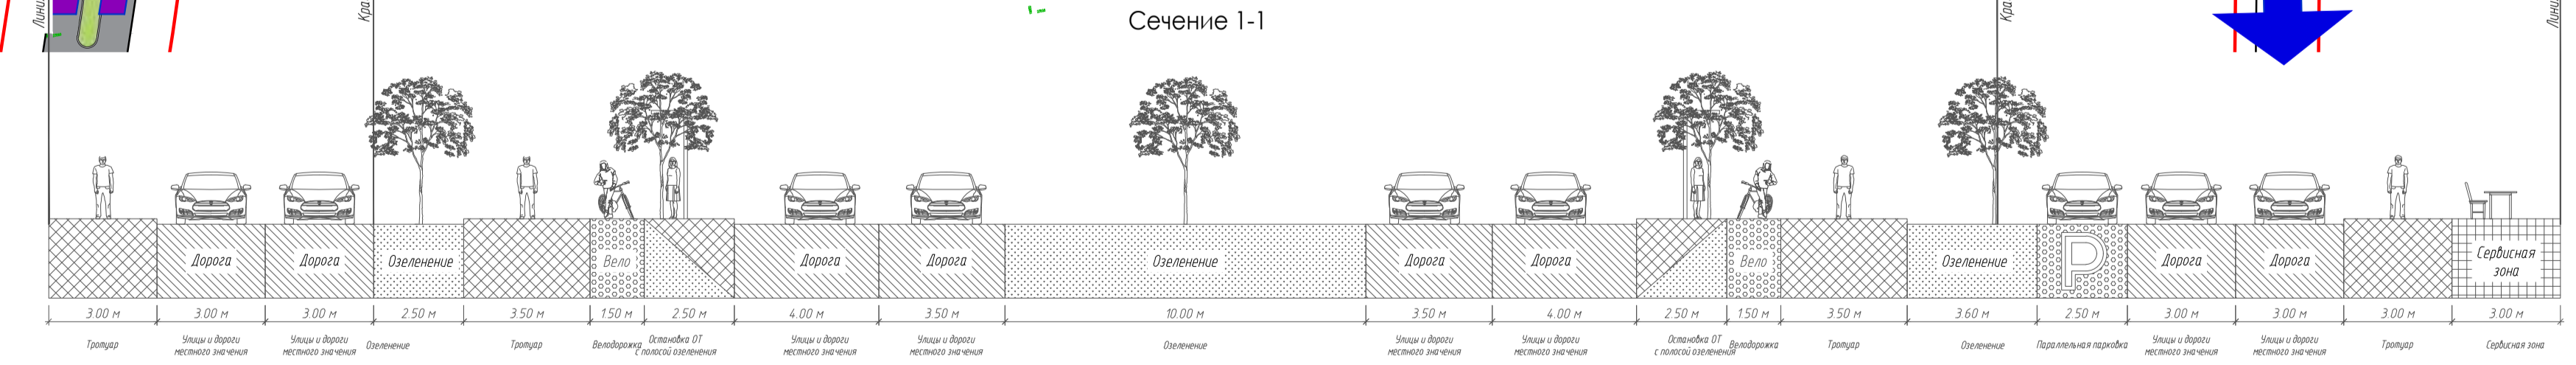 Сечение 1-1
Дорога
Дорога
Озеленение
Вело
Дорога
Дорога
Озеленение
Дорога
Дорога
Вело
Озеленение
P
Дорога
Дорога
Сервисная
зона
3.00 м
3.00 м
3.00 м
2.50 м
3.50 м
1.50 м
2.50 м
4.00 м
3.50 м
10.00 м
3.50 м
4.00 м
2.50 м
1.50 м
3.50 м
3.60 м
2.50 м
3.00 м
3.00 м
3.00 м
3.00 м
Тротуар
Улицы и дороги
местного значения
Улицы и дороги
местного значения
Озеленение
Тротуар
Велодорожка
Остановка ОТ
с полосой озеленения
Улицы и дороги
местного значения
Улицы и дороги
местного значения
Озеленение
Улицы и дороги
местного значения
Улицы и дороги
местного значения
Остановка ОТ
с полосой озеленения
Велодорожка
Тротуар
Озеленение
Параллельная парковка
Улицы и дороги
местного значения
Улицы и дороги
местного значения
Тротуар
Сервисная зона